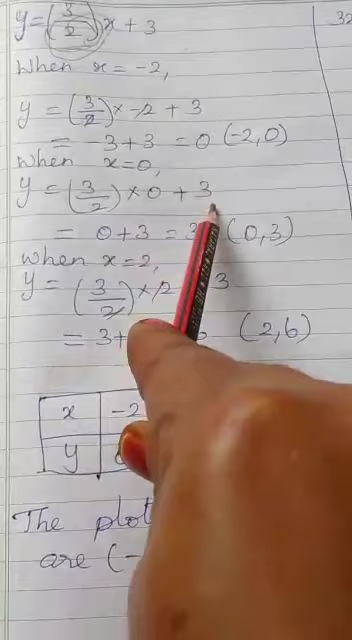 y = (3/2) x + 3
When x = -2,
y = (3/2) × -2 + 3
= -3+3 = 0 (-2,0)
when x=0,
y = (3/2) × 0 + 3
= 0+3 = 3 (0,3)
when x=2,
y = (3/2) × 2 3
= 3+ (2,6)
x -2
y
The plot
are (-
32